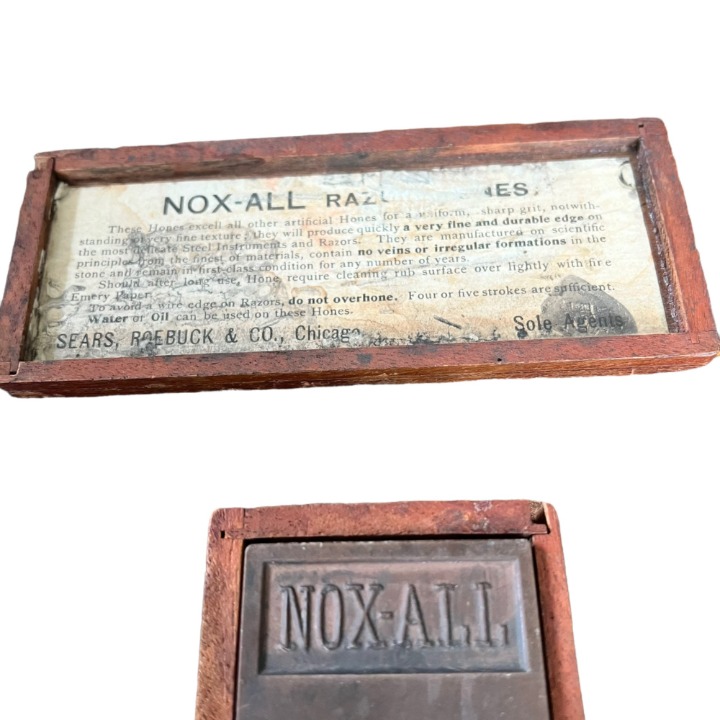 NOX-ALL
These Hones excell all other artificial Hones for a uniform, sharp grit, notwith-
standing a very fine texture; they will produce quickly a very fine and durable edge on
the most delicate Steel Instruments and Razors. They are manufactured on scientific
principles from the finest of materials, contain no veins or irregular formations in the
stone and remain in first-class condition for any number of years.
Should after long use, Hone require cleaning rub surface over lightly with fire
Emery Paper.
To avoid a wire edge on Razors, do not overhone. Four or five strokes are sufficient.
Water or Oil can be used on these Hones.
SEARS, ROEBUCK & CO., Chicago Sole Agents
NOX-ALL